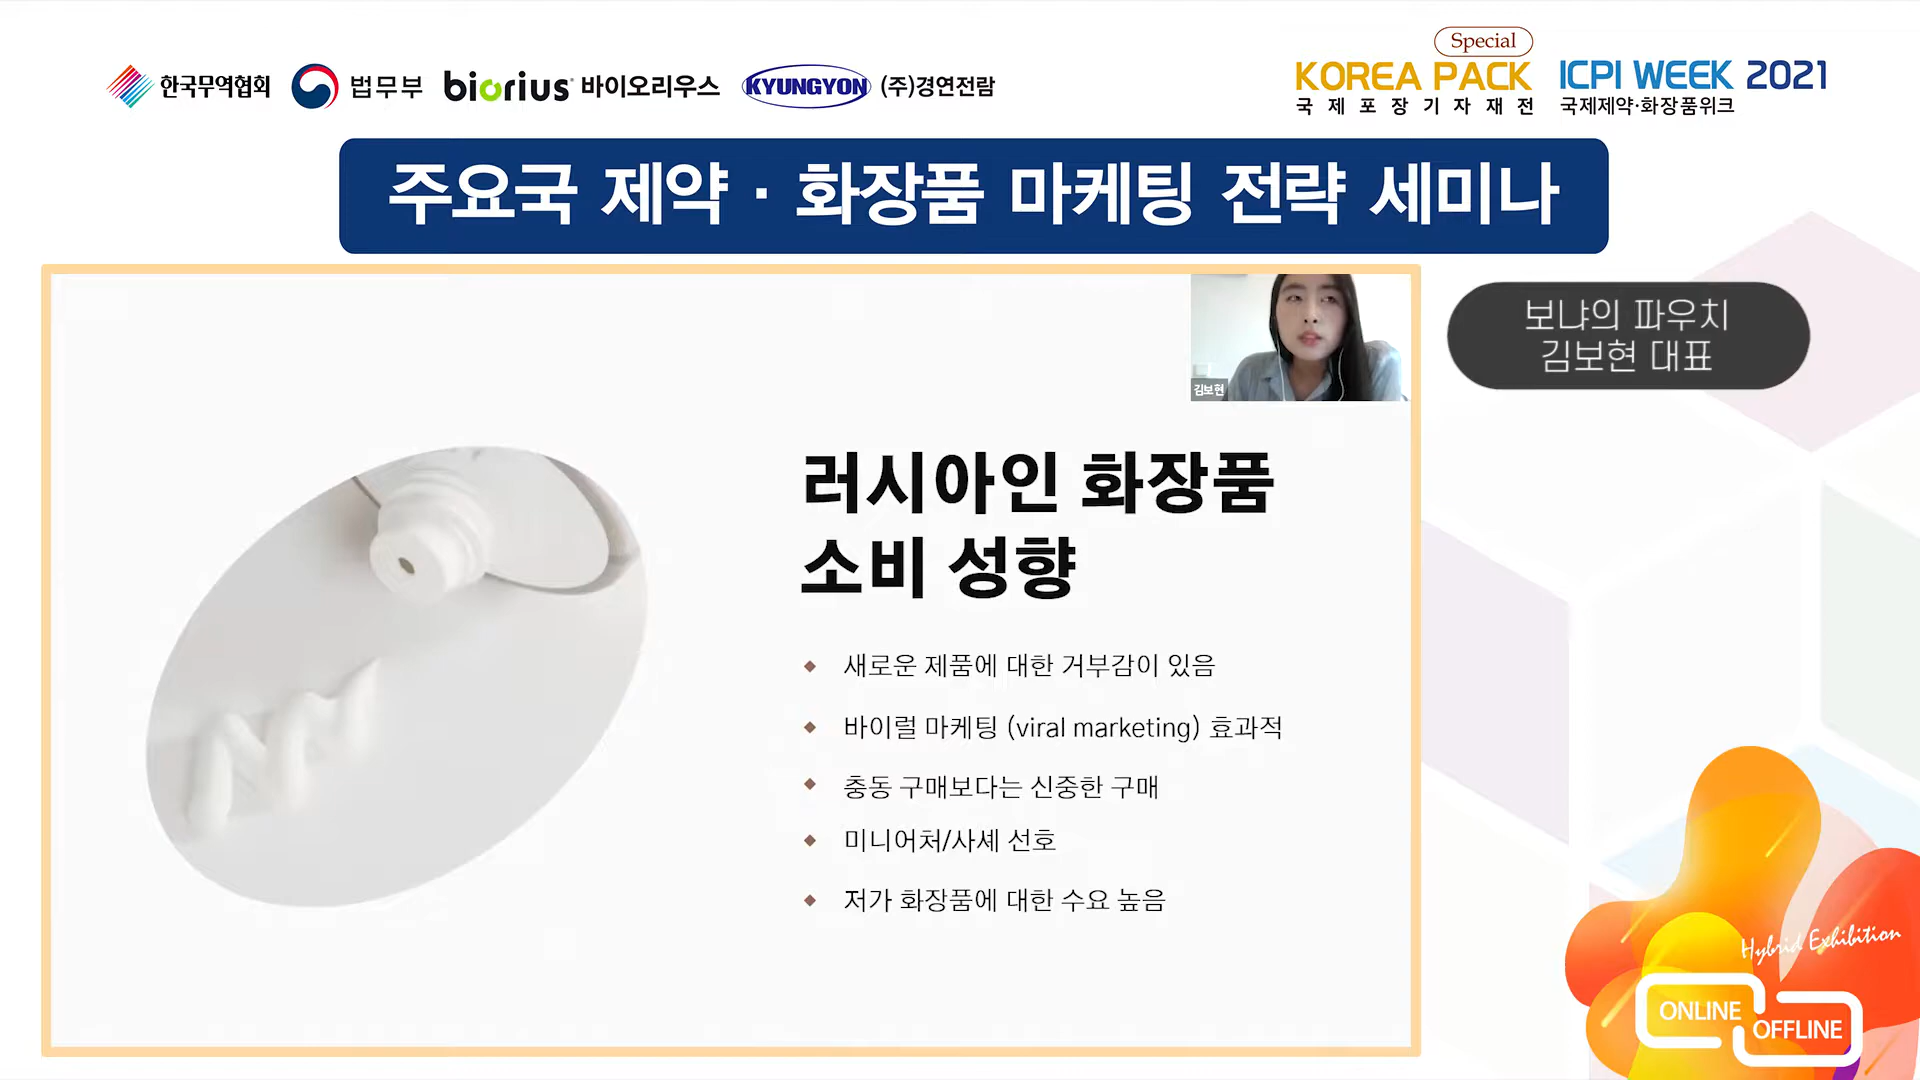 한국무역협회 법무부 biorius 바이오리우스 KYUNGYON (주)경연전람
Special
KOREA PACK ICPI WEEK 2021
국제포장기자재전 국제제약·화장품위크
주요국 제약 · 화장품 마케팅 전략 세미나
보냐의 파우치
김보현 대표
김보현
러시아인 화장품
소비 성향
새로운 제품에 대한 거부감이 있음
바이럴 마케팅 (viral marketing) 효과적
충동 구매보다는 신중한 구매
미니어처/사셰 선호
저가 화장품에 대한 수요 높음
Hybrid Exhibition
ONLINE
OFFLINE